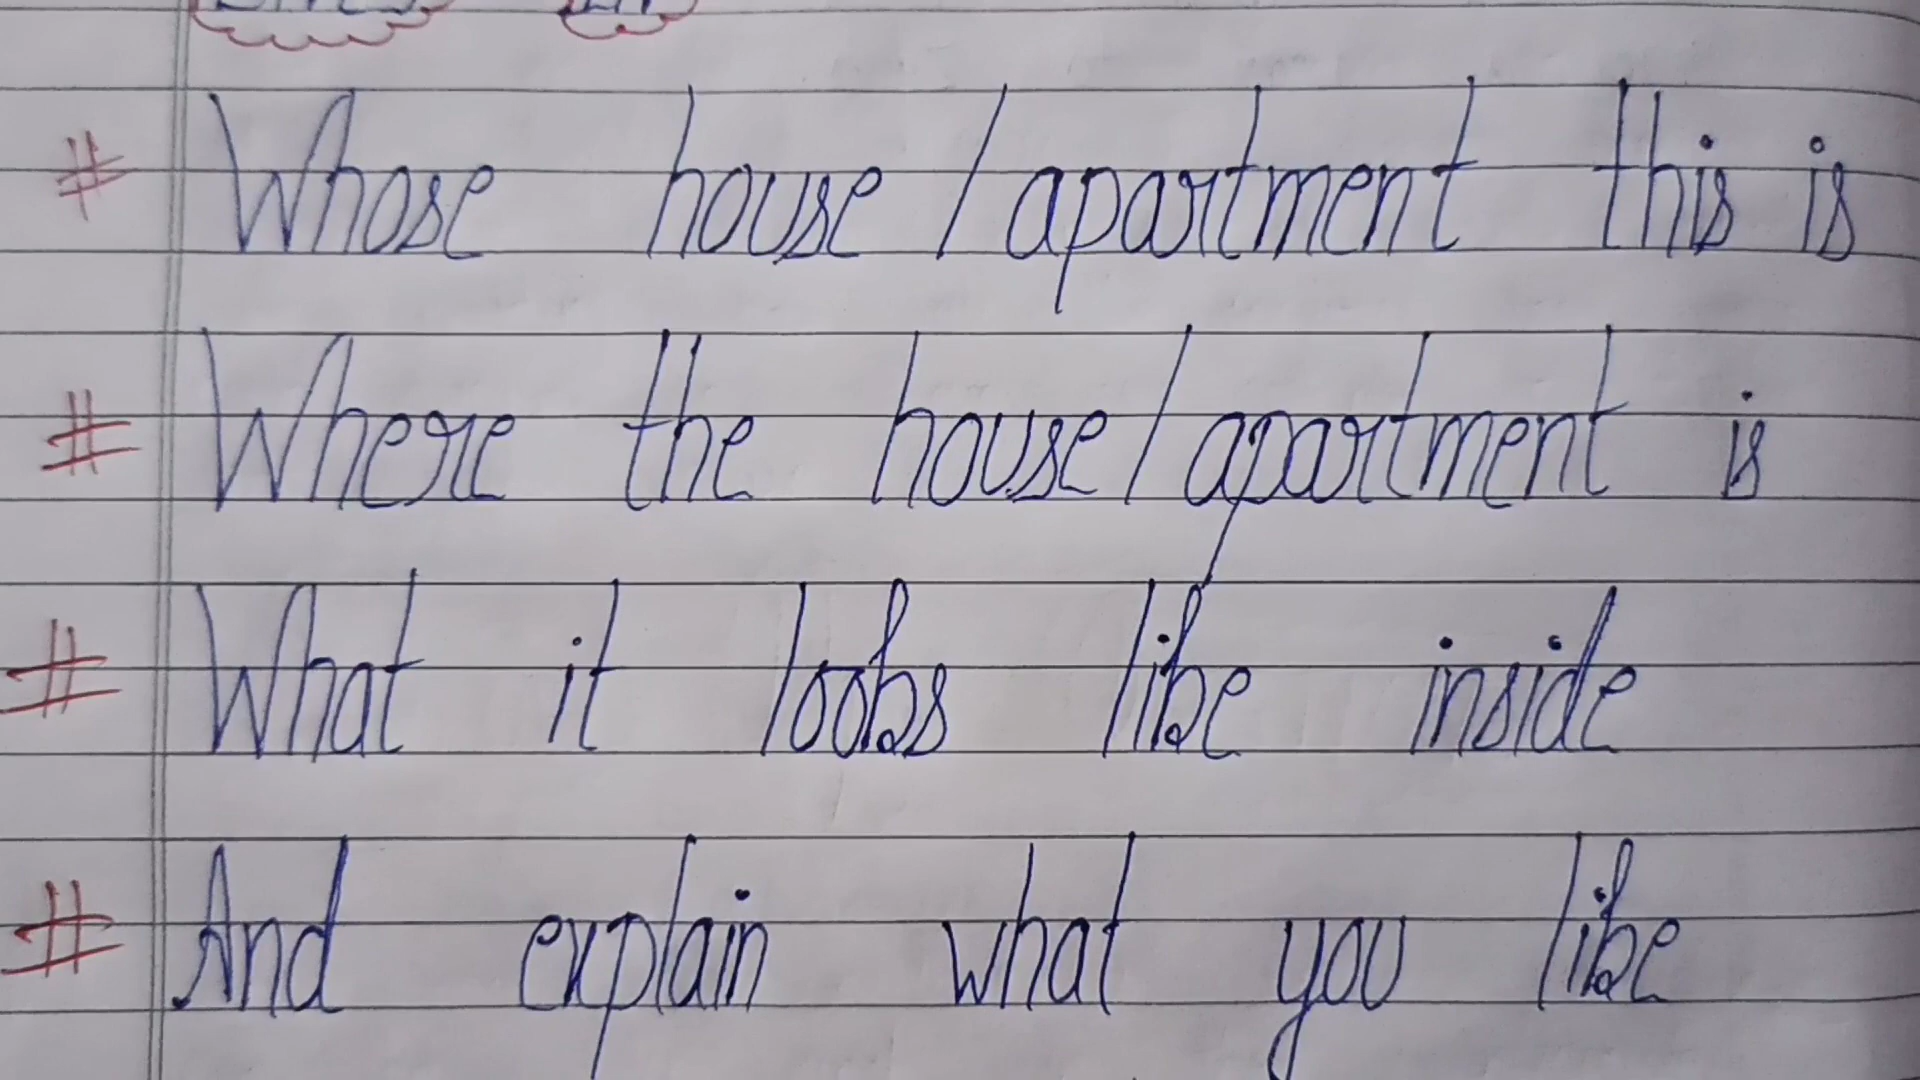 # Whose house / apartment this is
# Where the house / apartment is
# What it looks like inside
# And explain what you like